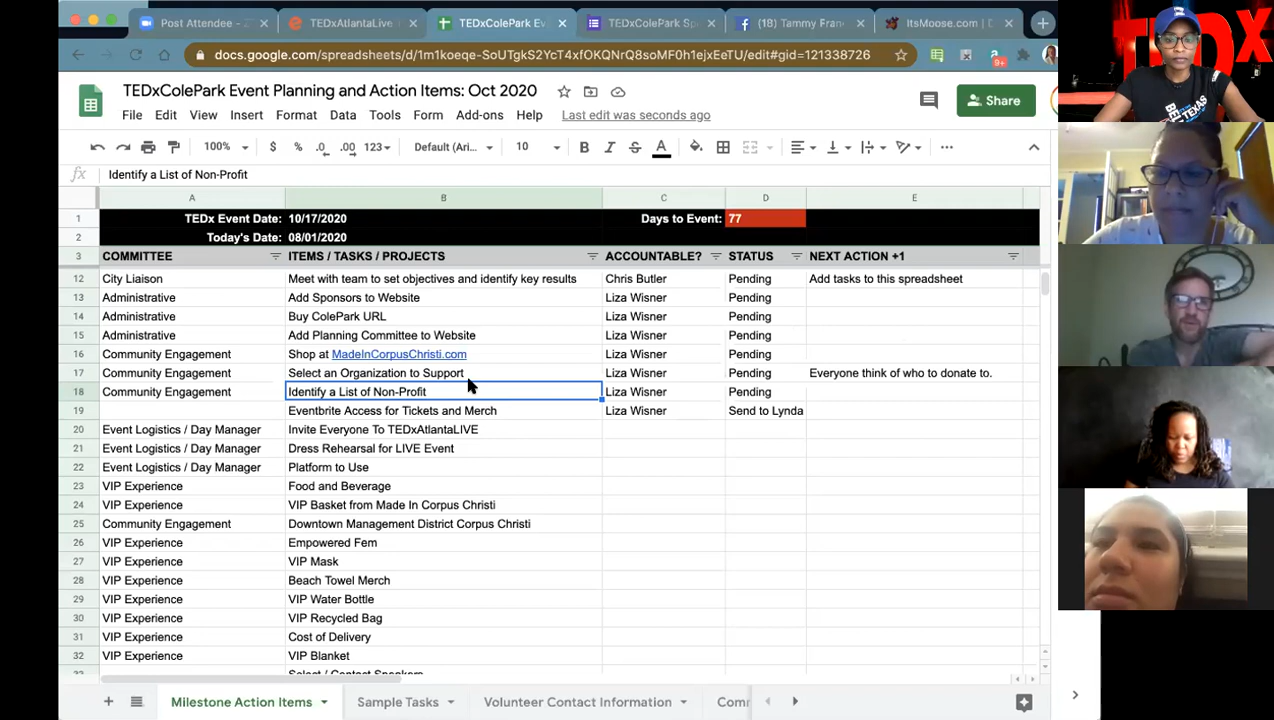 Post Attendee -
TEDxAtlantaLive
TEDxColePark Ev
TEDxColePark Sp
(18) Tammy Fran
ItsMoose.com | D
docs.google.com/spreadsheets/d/1m1koeqe-SoUTgkS2YcT4xfOKQNrQ8soMF0h1ejxEeTU/edit#gid=121338726
9+
TEDxColePark Event Planning and Action Items: Oct 2020
Share
File Edit View Insert Format Data Tools Form Add-ons Help Last edit was seconds ago
100% $ % .0 .00 123 Default (Ari... 10 B I S A
fx Identify a List of Non-Profit
A B C D E
1 TEDx Event Date: 10/17/2020 Days to Event: 77
2 Today's Date: 08/01/2020
3 COMMITTEE ITEMS / TASKS / PROJECTS ACCOUNTABLE? STATUS NEXT ACTION +1
12 City Liaison Meet with team to set objectives and identify key results Chris Butler Pending Add tasks to this spreadsheet
13 Administrative Add Sponsors to Website Liza Wisner Pending
14 Administrative Buy ColePark URL Liza Wisner Pending
15 Administrative Add Planning Committee to Website Liza Wisner Pending
16 Community Engagement Shop at MadeInCorpusChristi.com Liza Wisner Pending
17 Community Engagement Select an Organization to Support Liza Wisner Pending Everyone think of who to donate to.
18 Community Engagement Identify a List of Non-Profit Liza Wisner Pending
19 Eventbrite Access for Tickets and Merch Liza Wisner Send to Lynda
20 Event Logistics / Day Manager Invite Everyone To TEDxAtlantaLIVE
21 Event Logistics / Day Manager Dress Rehearsal for LIVE Event
22 Event Logistics / Day Manager Platform to Use
23 VIP Experience Food and Beverage
24 VIP Experience VIP Basket from Made In Corpus Christi
25 Community Engagement Downtown Management District Corpus Christi
26 VIP Experience Empowered Fem
27 VIP Experience VIP Mask
28 VIP Experience Beach Towel Merch
29 VIP Experience VIP Water Bottle
30 VIP Experience VIP Recycled Bag
31 VIP Experience Cost of Delivery
32 VIP Experience VIP Blanket
Select / Contact Speakers
Milestone Action Items Sample Tasks Volunteer Contact Information Comm
TEDx
TEXAS